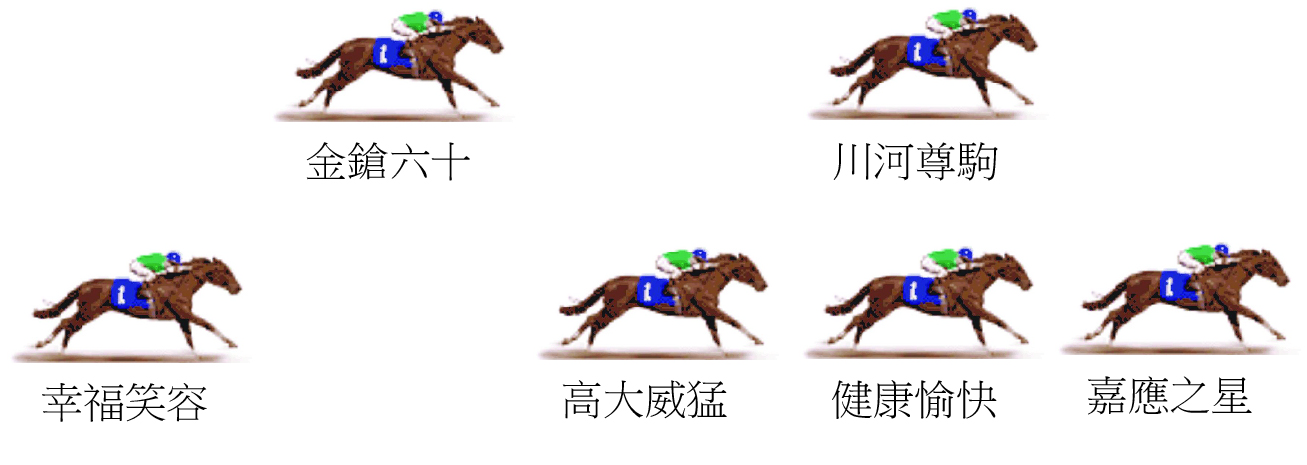 金鎗六十
川河尊駒
幸福笑容
高大威猛
健康愉快
嘉應之星